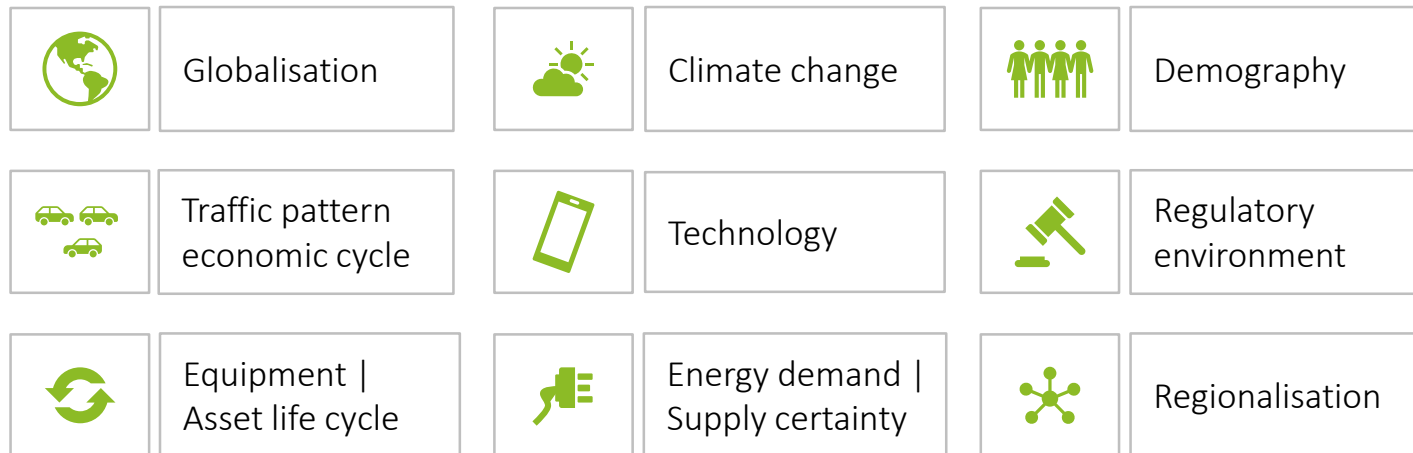 Globalisation
Climate change
Demography
Traffic pattern
economic cycle
Technology
Regulatory
environment
Equipment |
Asset life cycle
Energy demand |
Supply certainty
Regionalisation